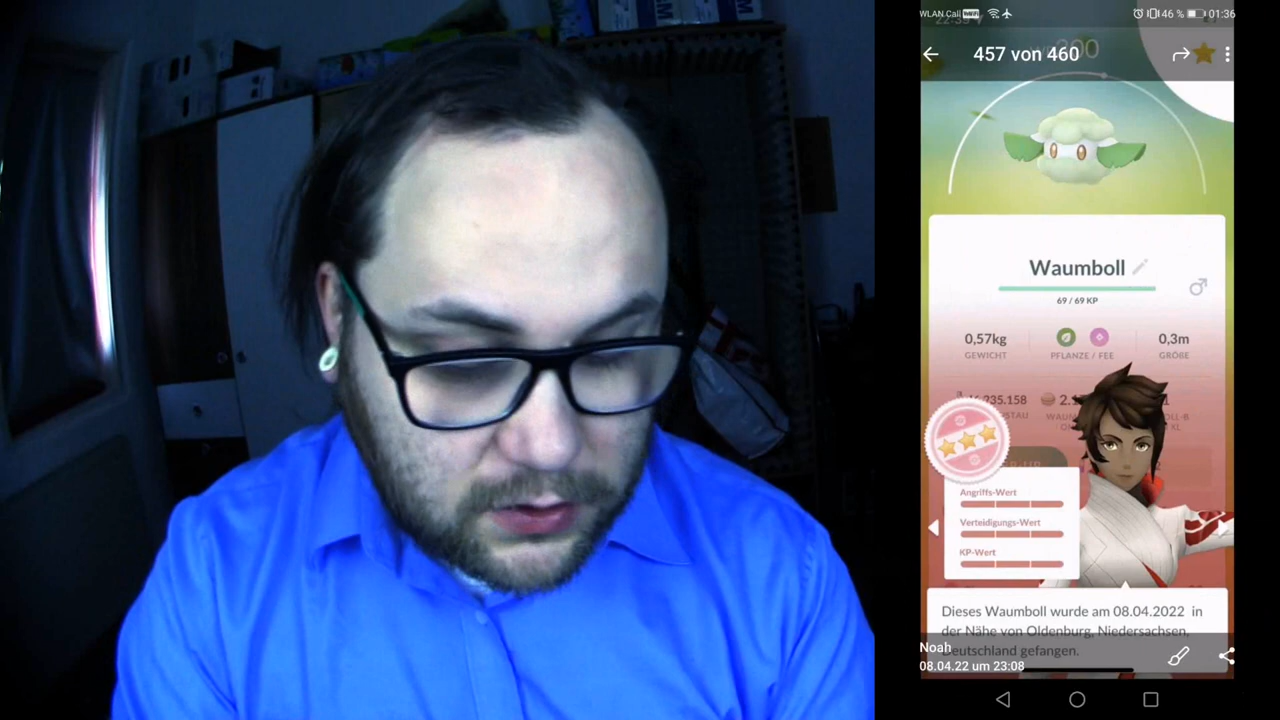 WLAN.Call
46 %
01:36
457 von 460
Waumboll
69 / 69 KP
0,57kg
GEWICHT
PFLANZE / FEE
0,3m
GRÖßE
Angriffs-Wert
Verteidigungs-Wert
KP-Wert
Dieses Waumboll wurde am 08.04.2022 in
der Nähe von Oldenburg, Niedersachsen,
Deutschland gefangen.
Noah
08.04.22 um 23:08